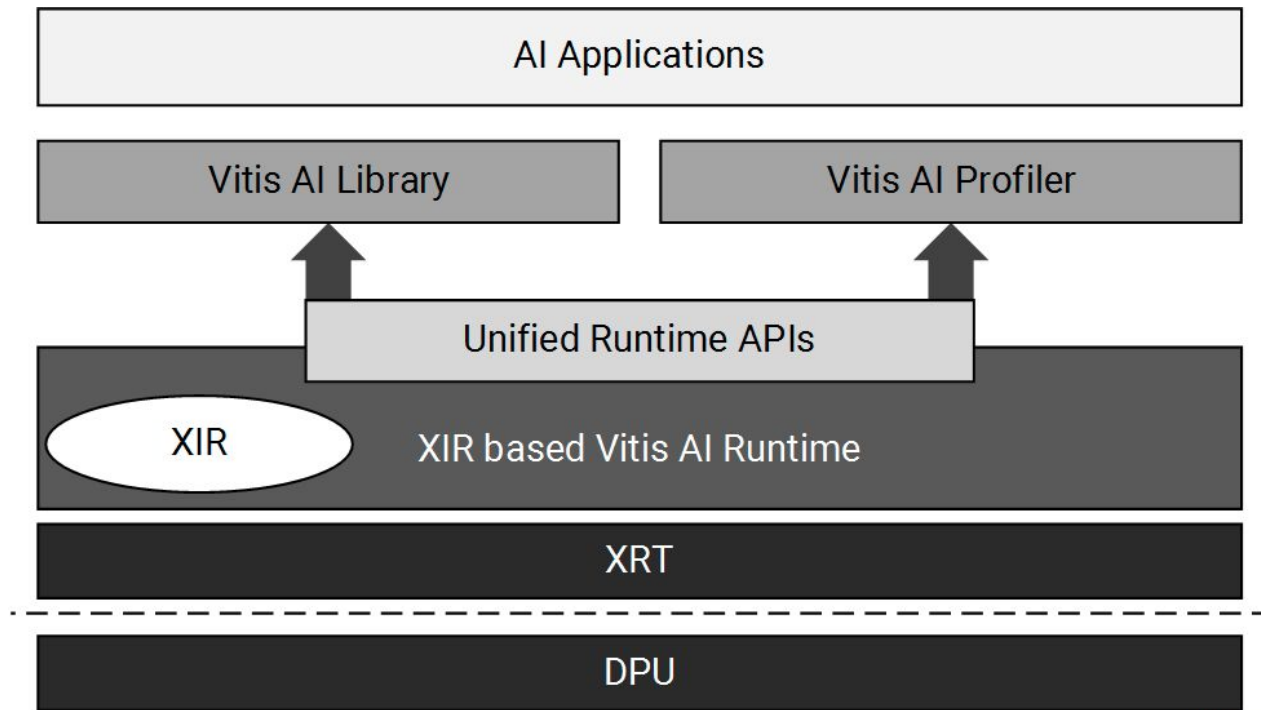 AI Applications
Vitis AI Library
Vitis AI Profiler
Unified Runtime APIs
XIR
XIR based Vitis AI Runtime
XRT
DPU